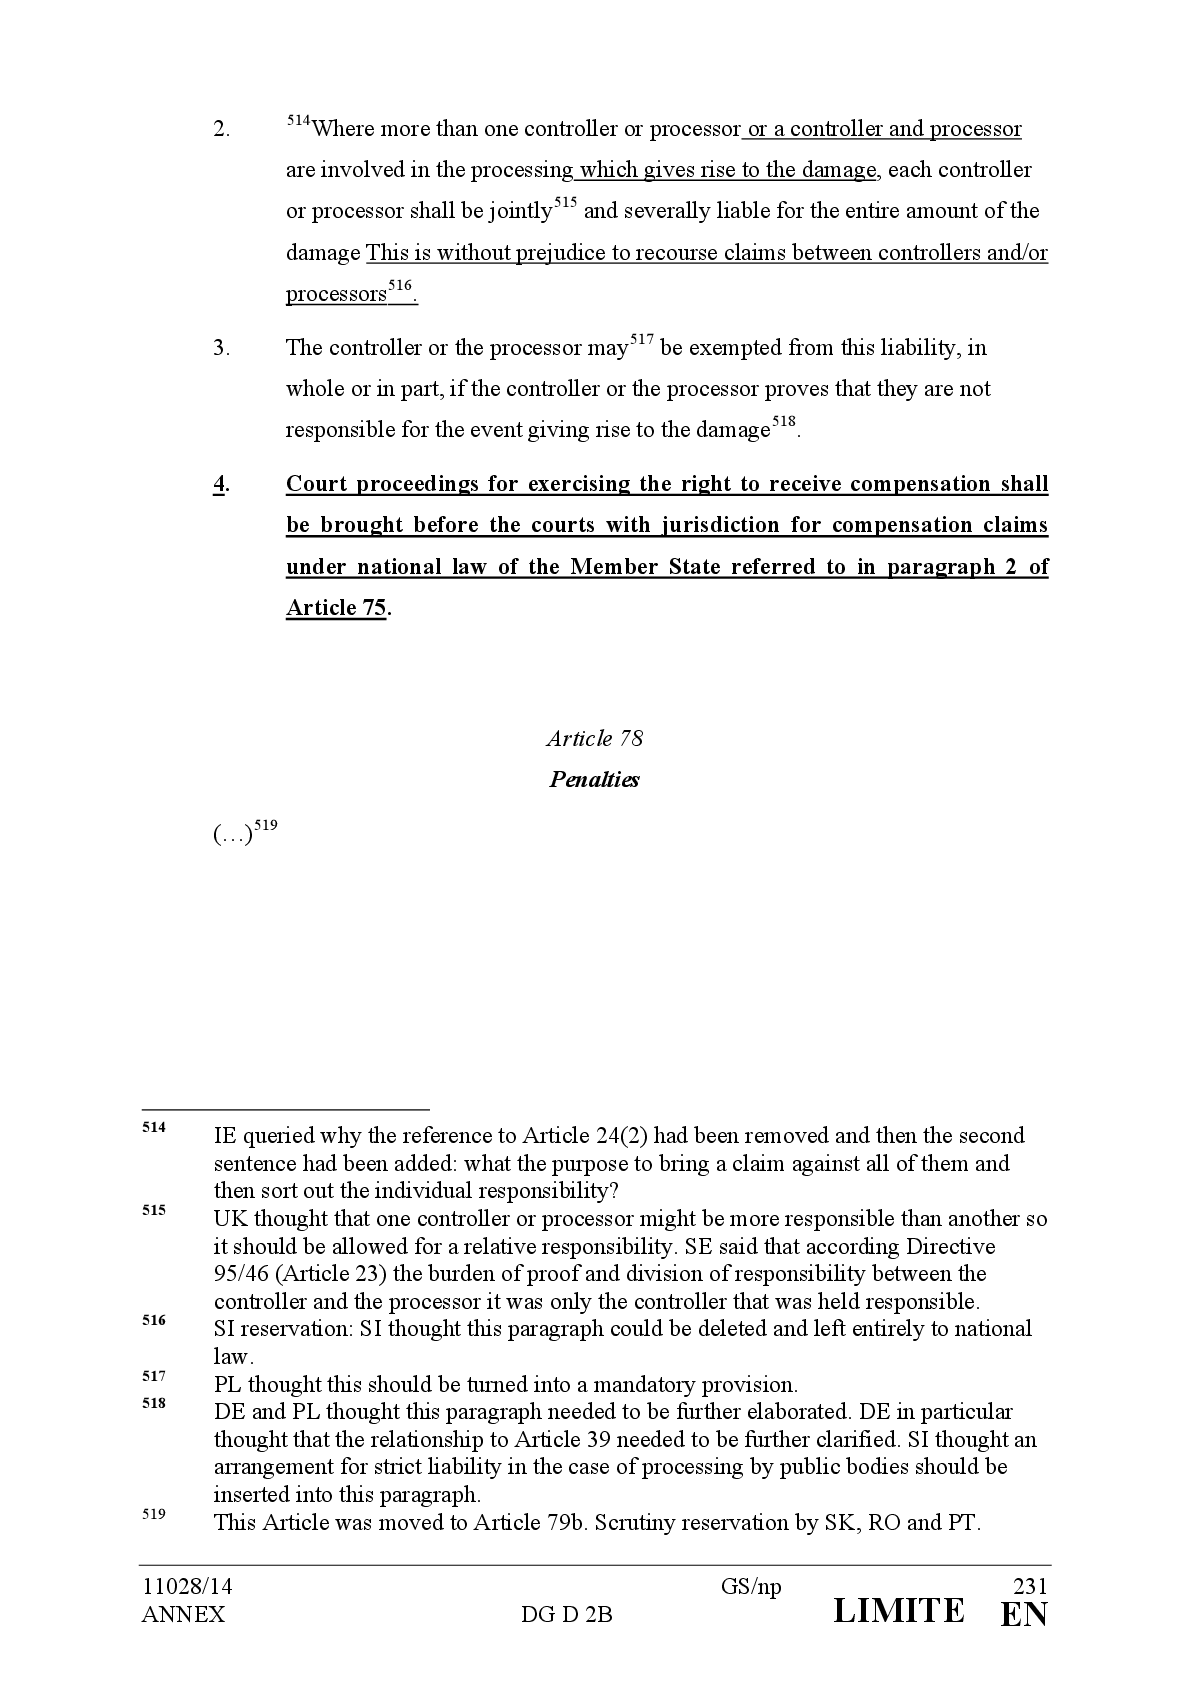 2. 514Where more than one controller or processor or a controller and processor
are involved in the processing which gives rise to the damage, each controller
or processor shall be jointly515 and severally liable for the entire amount of the
damage This is without prejudice to recourse claims between controllers and/or
processors516.
3. The controller or the processor may517 be exempted from this liability, in
whole or in part, if the controller or the processor proves that they are not
responsible for the event giving rise to the damage518.
4. Court proceedings for exercising the right to receive compensation shall
be brought before the courts with jurisdiction for compensation claims
under national law of the Member State referred to in paragraph 2 of
Article 75.
Article 78
Penalties
(…)519
514 IE queried why the reference to Article 24(2) had been removed and then the second
sentence had been added: what the purpose to bring a claim against all of them and
then sort out the individual responsibility?
515 UK thought that one controller or processor might be more responsible than another so
it should be allowed for a relative responsibility. SE said that according Directive
95/46 (Article 23) the burden of proof and division of responsibility between the
controller and the processor it was only the controller that was held responsible.
516 SI reservation: SI thought this paragraph could be deleted and left entirely to national
law.
517 PL thought this should be turned into a mandatory provision.
518 DE and PL thought this paragraph needed to be further elaborated. DE in particular
thought that the relationship to Article 39 needed to be further clarified. SI thought an
arrangement for strict liability in the case of processing by public bodies should be
inserted into this paragraph.
519 This Article was moved to Article 79b. Scrutiny reservation by SK, RO and PT.
11028/14 GS/np 231
ANNEX DG D 2B LIMITE EN